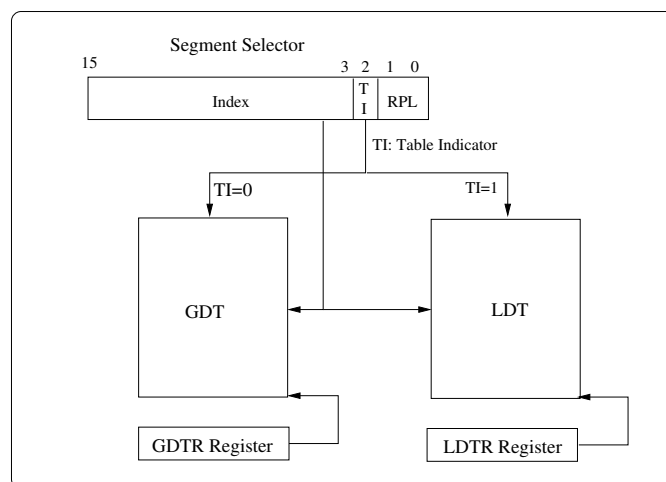 Segment Selector
15 3 2 1 0
Index T I RPL
TI: Table Indicator
TI=0 TI=1
GDT LDT
GDTR Register LDTR Register